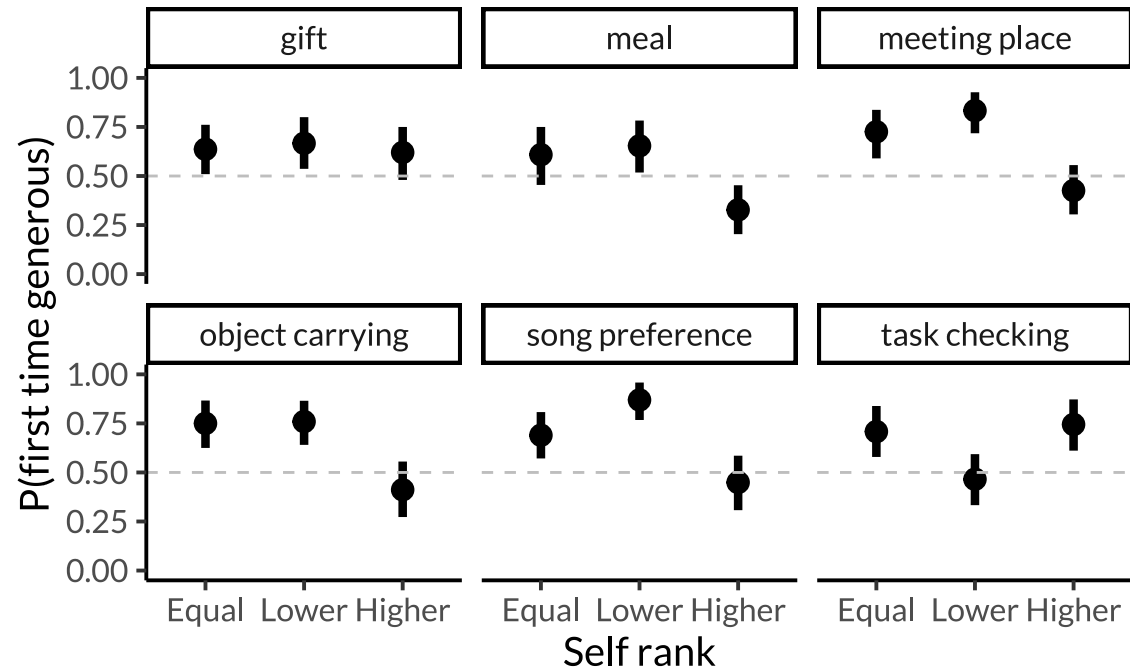 gift
meal
meeting place
1.00
0.75
0.50
0.25
0.00
object carrying
song preference
task checking
1.00
0.75
0.50
0.25
0.00
P(first time generous)
Equal Lower Higher
Equal Lower Higher
Equal Lower Higher
Self rank